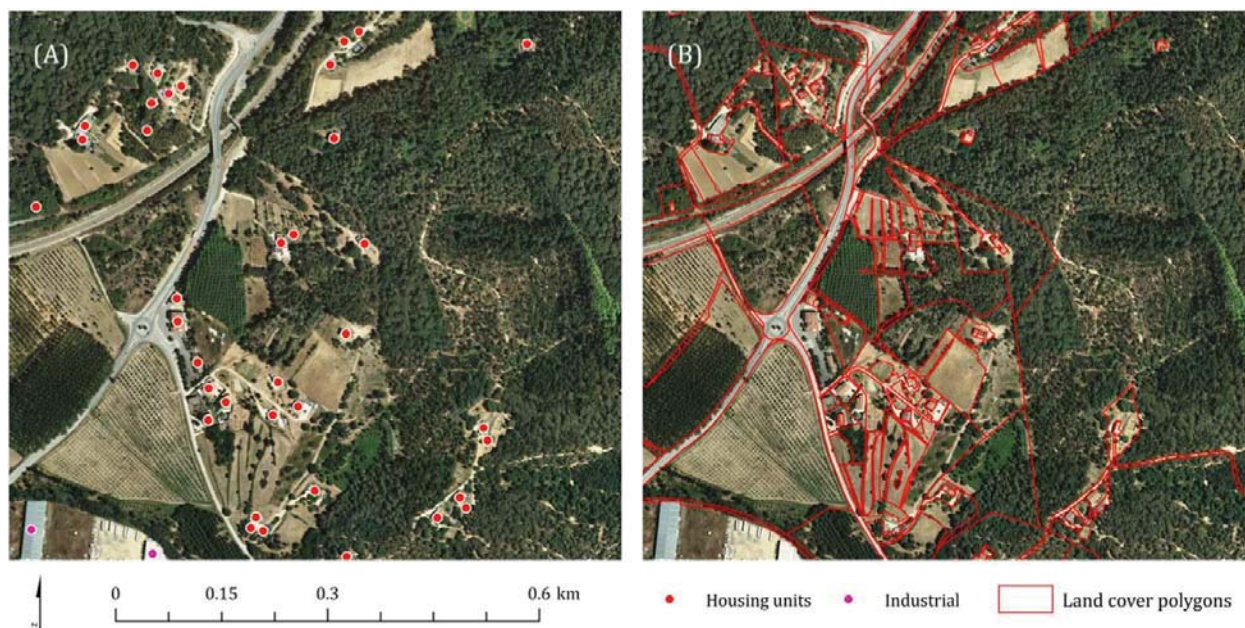 (A)
(B)
0 0.15 0.3 0.6 km
Housing units Industrial Land cover polygons
z